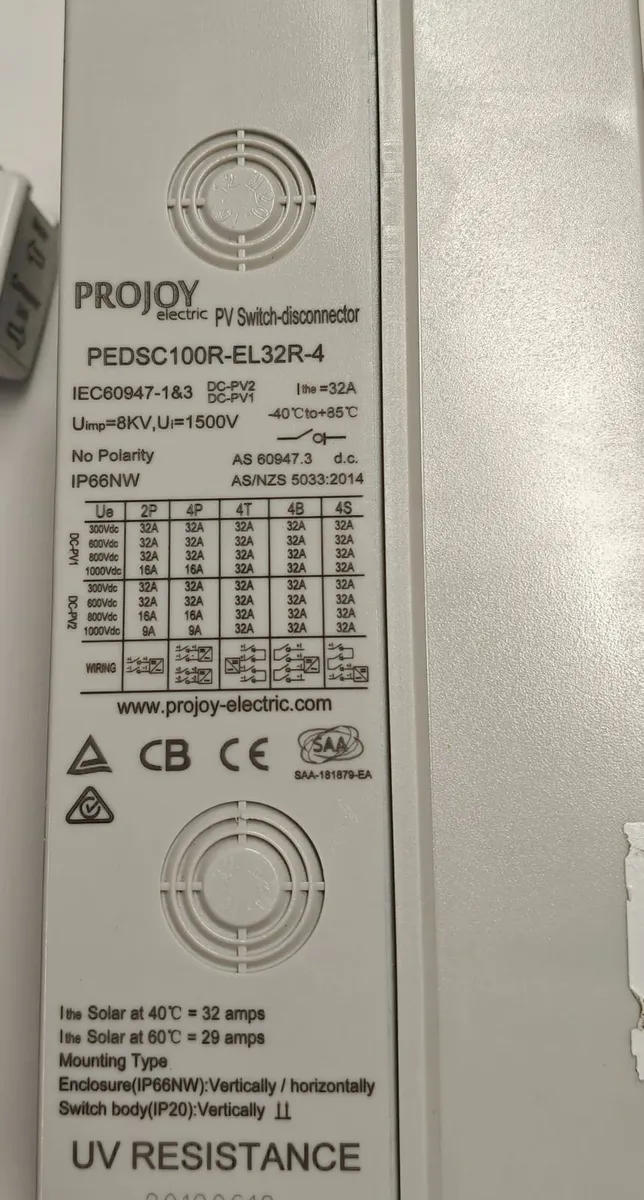 PROJOY
electric PV Switch-disconnector
PEDSC100R-EL32R-4
IEC60947-1&3 DC-PV2 Ithe=32A
DC-PV1
Uimp=8KV,Ui=1500V -40℃to+85℃
No Polarity AS 60947.3 d.c.
IP66NW AS/NZS 5033:2014
Ue 2P 4P 4T 4B 4S
DC-PV1
300Vdc 32A 32A 32A 32A 32A
600Vdc 32A 32A 32A 32A 32A
800Vdc 32A 32A 32A 32A 32A
1000Vdc 16A 16A 32A 32A 32A
DC-PV2
300Vdc 32A 32A 32A 32A 32A
600Vdc 32A 32A 32A 32A 32A
800Vdc 16A 16A 32A 32A 32A
1000Vdc 9A 9A 32A 32A 32A
WIRING
www.projoy-electric.com
CB CE SAA
SAA-181879-EA
Ithe Solar at 40℃ = 32 amps
Ithe Solar at 60℃ = 29 amps
Mounting Type
Enclosure(IP66NW):Vertically / horizontally
Switch body(IP20):Vertically
UV RESISTANCE